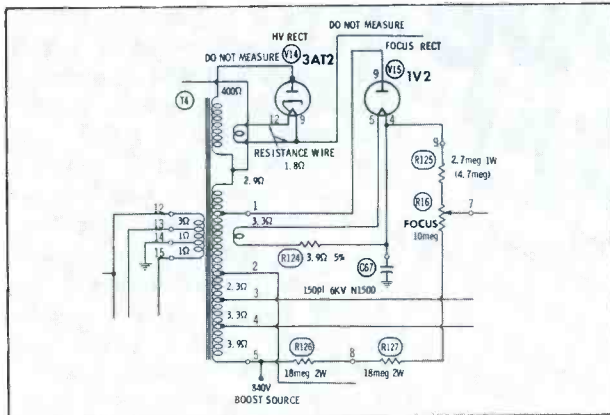 DO NOT MEASURE
HV RECT
FOCUS RECT
DO NOT MEASURE
V14
3AT2
V15
1V2
T4
400Ω
9
12
9
5
4
RESISTANCE WIRE
1.8Ω
9
R125
2.7meg 1W
(4.7meg)
2.9Ω
R16
7
FOCUS
10meg
12
13
14
15
3Ω
1Ω
1Ω
1
3.3Ω
R124
3.9Ω 5%
C67
2
2.3Ω
150pf 6KV N1500
3
3.3Ω
4
3.9Ω
5
R126
8
R127
18meg 2W
18meg 2W
840V
BOOST SOURCE